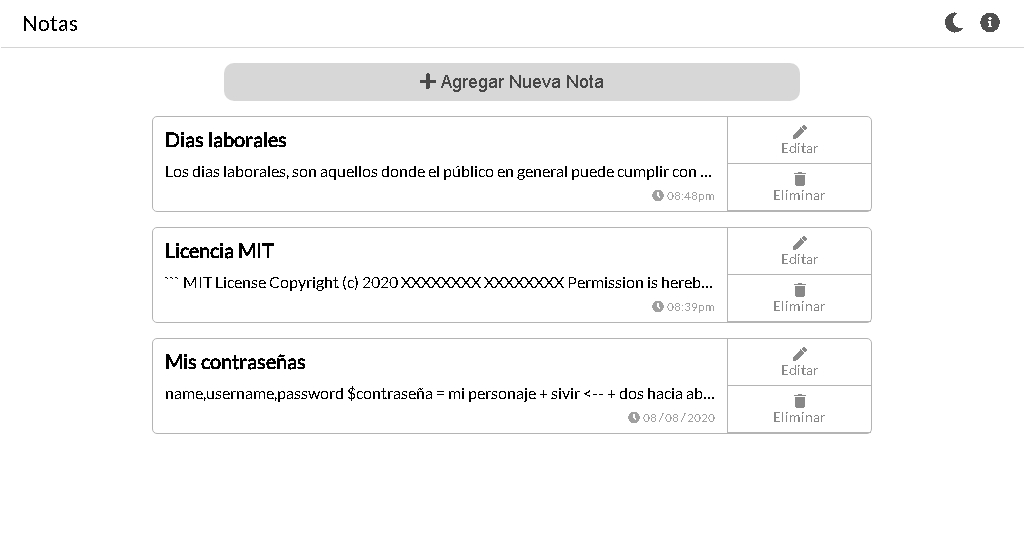 Notas
Agregar Nueva Nota
Dias laborales
Los dias laborales, son aquellos donde el público en general puede cumplir con ...
08:48pm
Editar
Eliminar
Licencia MIT
``` MIT License Copyright (c) 2020 XXXXXXXX XXXXXXXX Permission is hereb...
08:39pm
Editar
Eliminar
Mis contraseñas
name,username,password $contraseña = mi personaje + sivir <-- + dos hacia ab...
08/08/2020
Editar
Eliminar